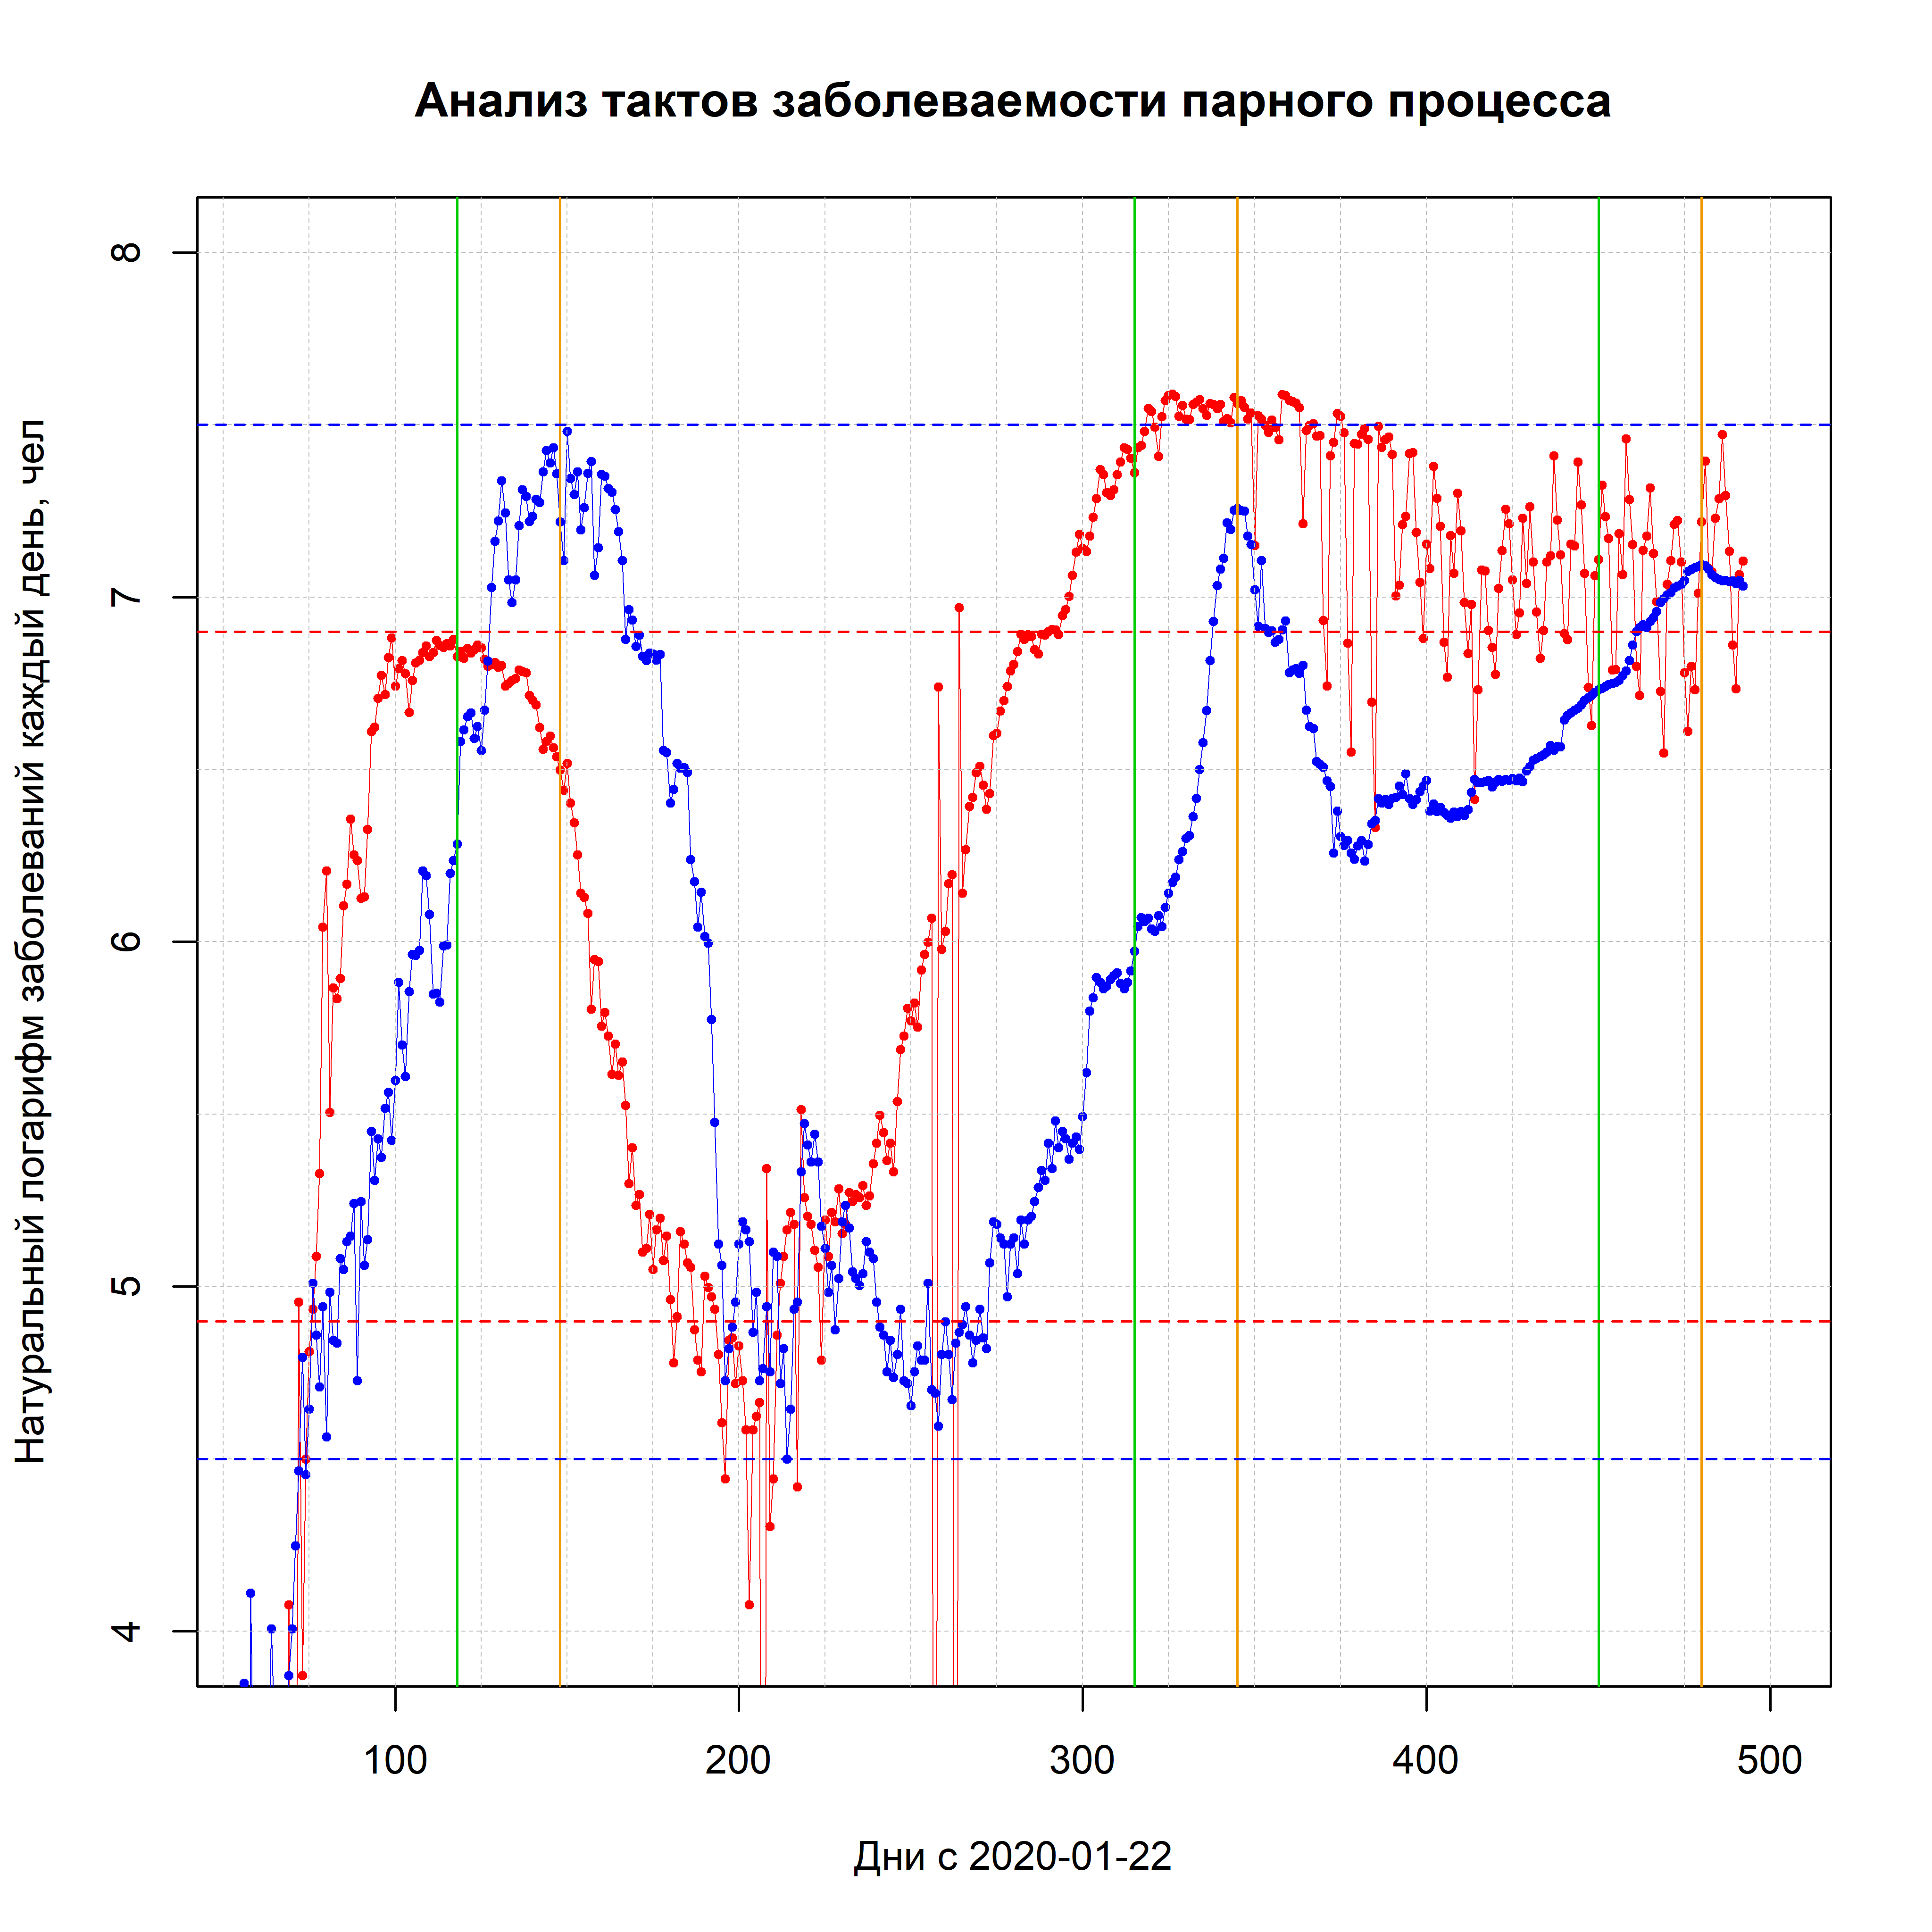 Анализ тактов заболеваемости парного процесса
Натуральный логарифм заболеваний каждый день, чел
8
7
6
5
4
100 200 300 400 500
Дни с 2020-01-22